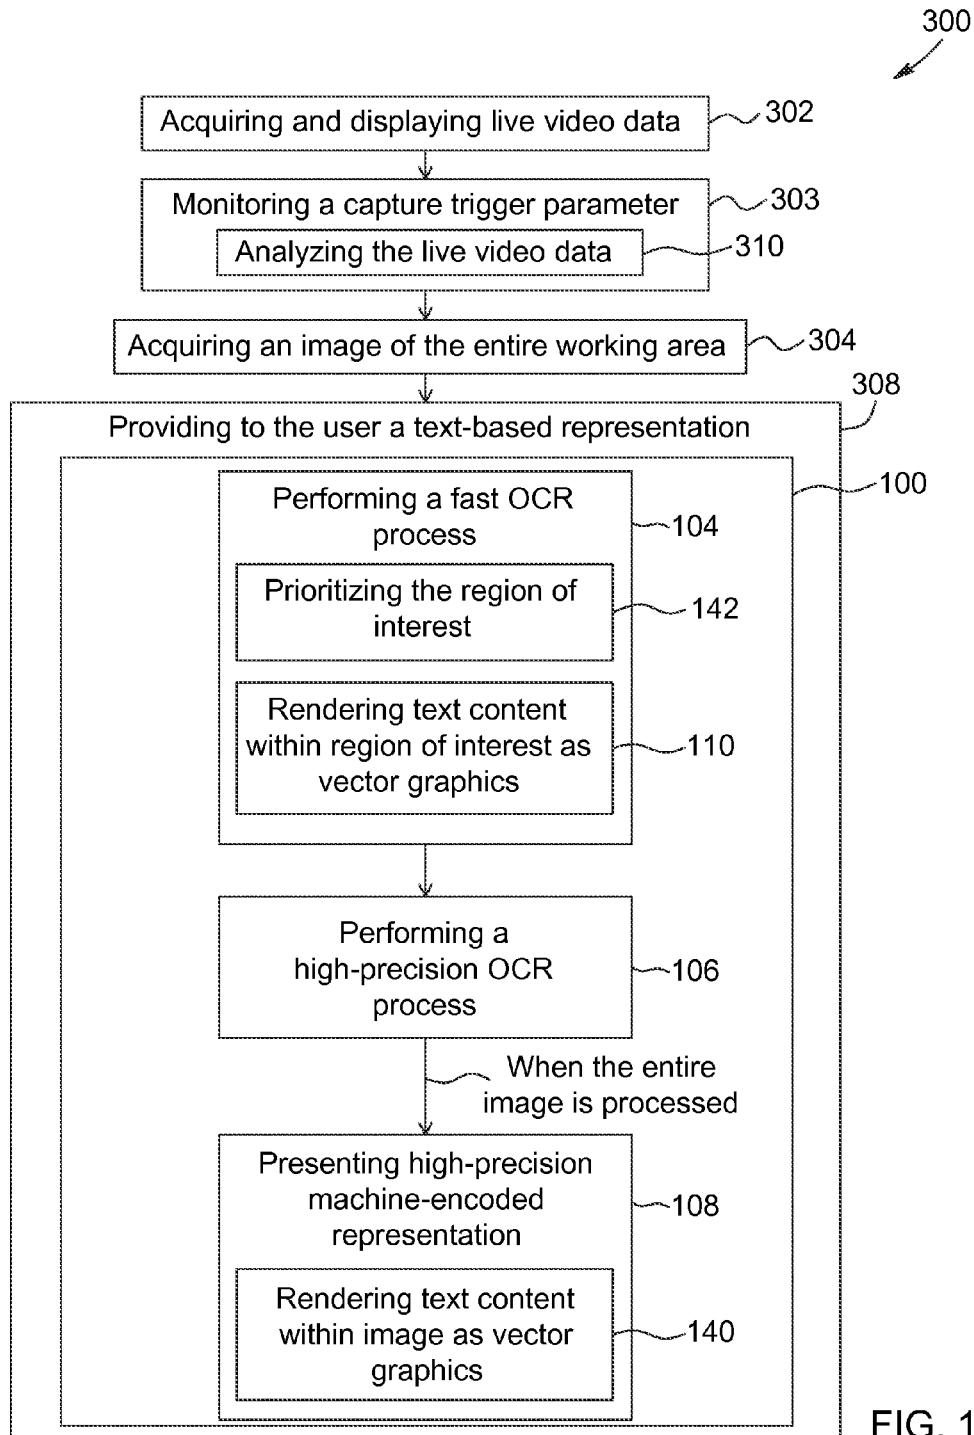 300
Acquiring and displaying live video data
302
Monitoring a capture trigger parameter
303
Analyzing the live video data
310
Acquiring an image of the entire working area
304
308
Providing to the user a text-based representation
100
Performing a fast OCR
process
104
Prioritizing the region of
interest
142
Rendering text content
within region of interest as
vector graphics
110
Performing a
high-precision OCR
process
106
When the entire
image is processed
Presenting high-precision
machine-encoded
representation
108
Rendering text content
within image as vector
graphics
140
FIG. 1